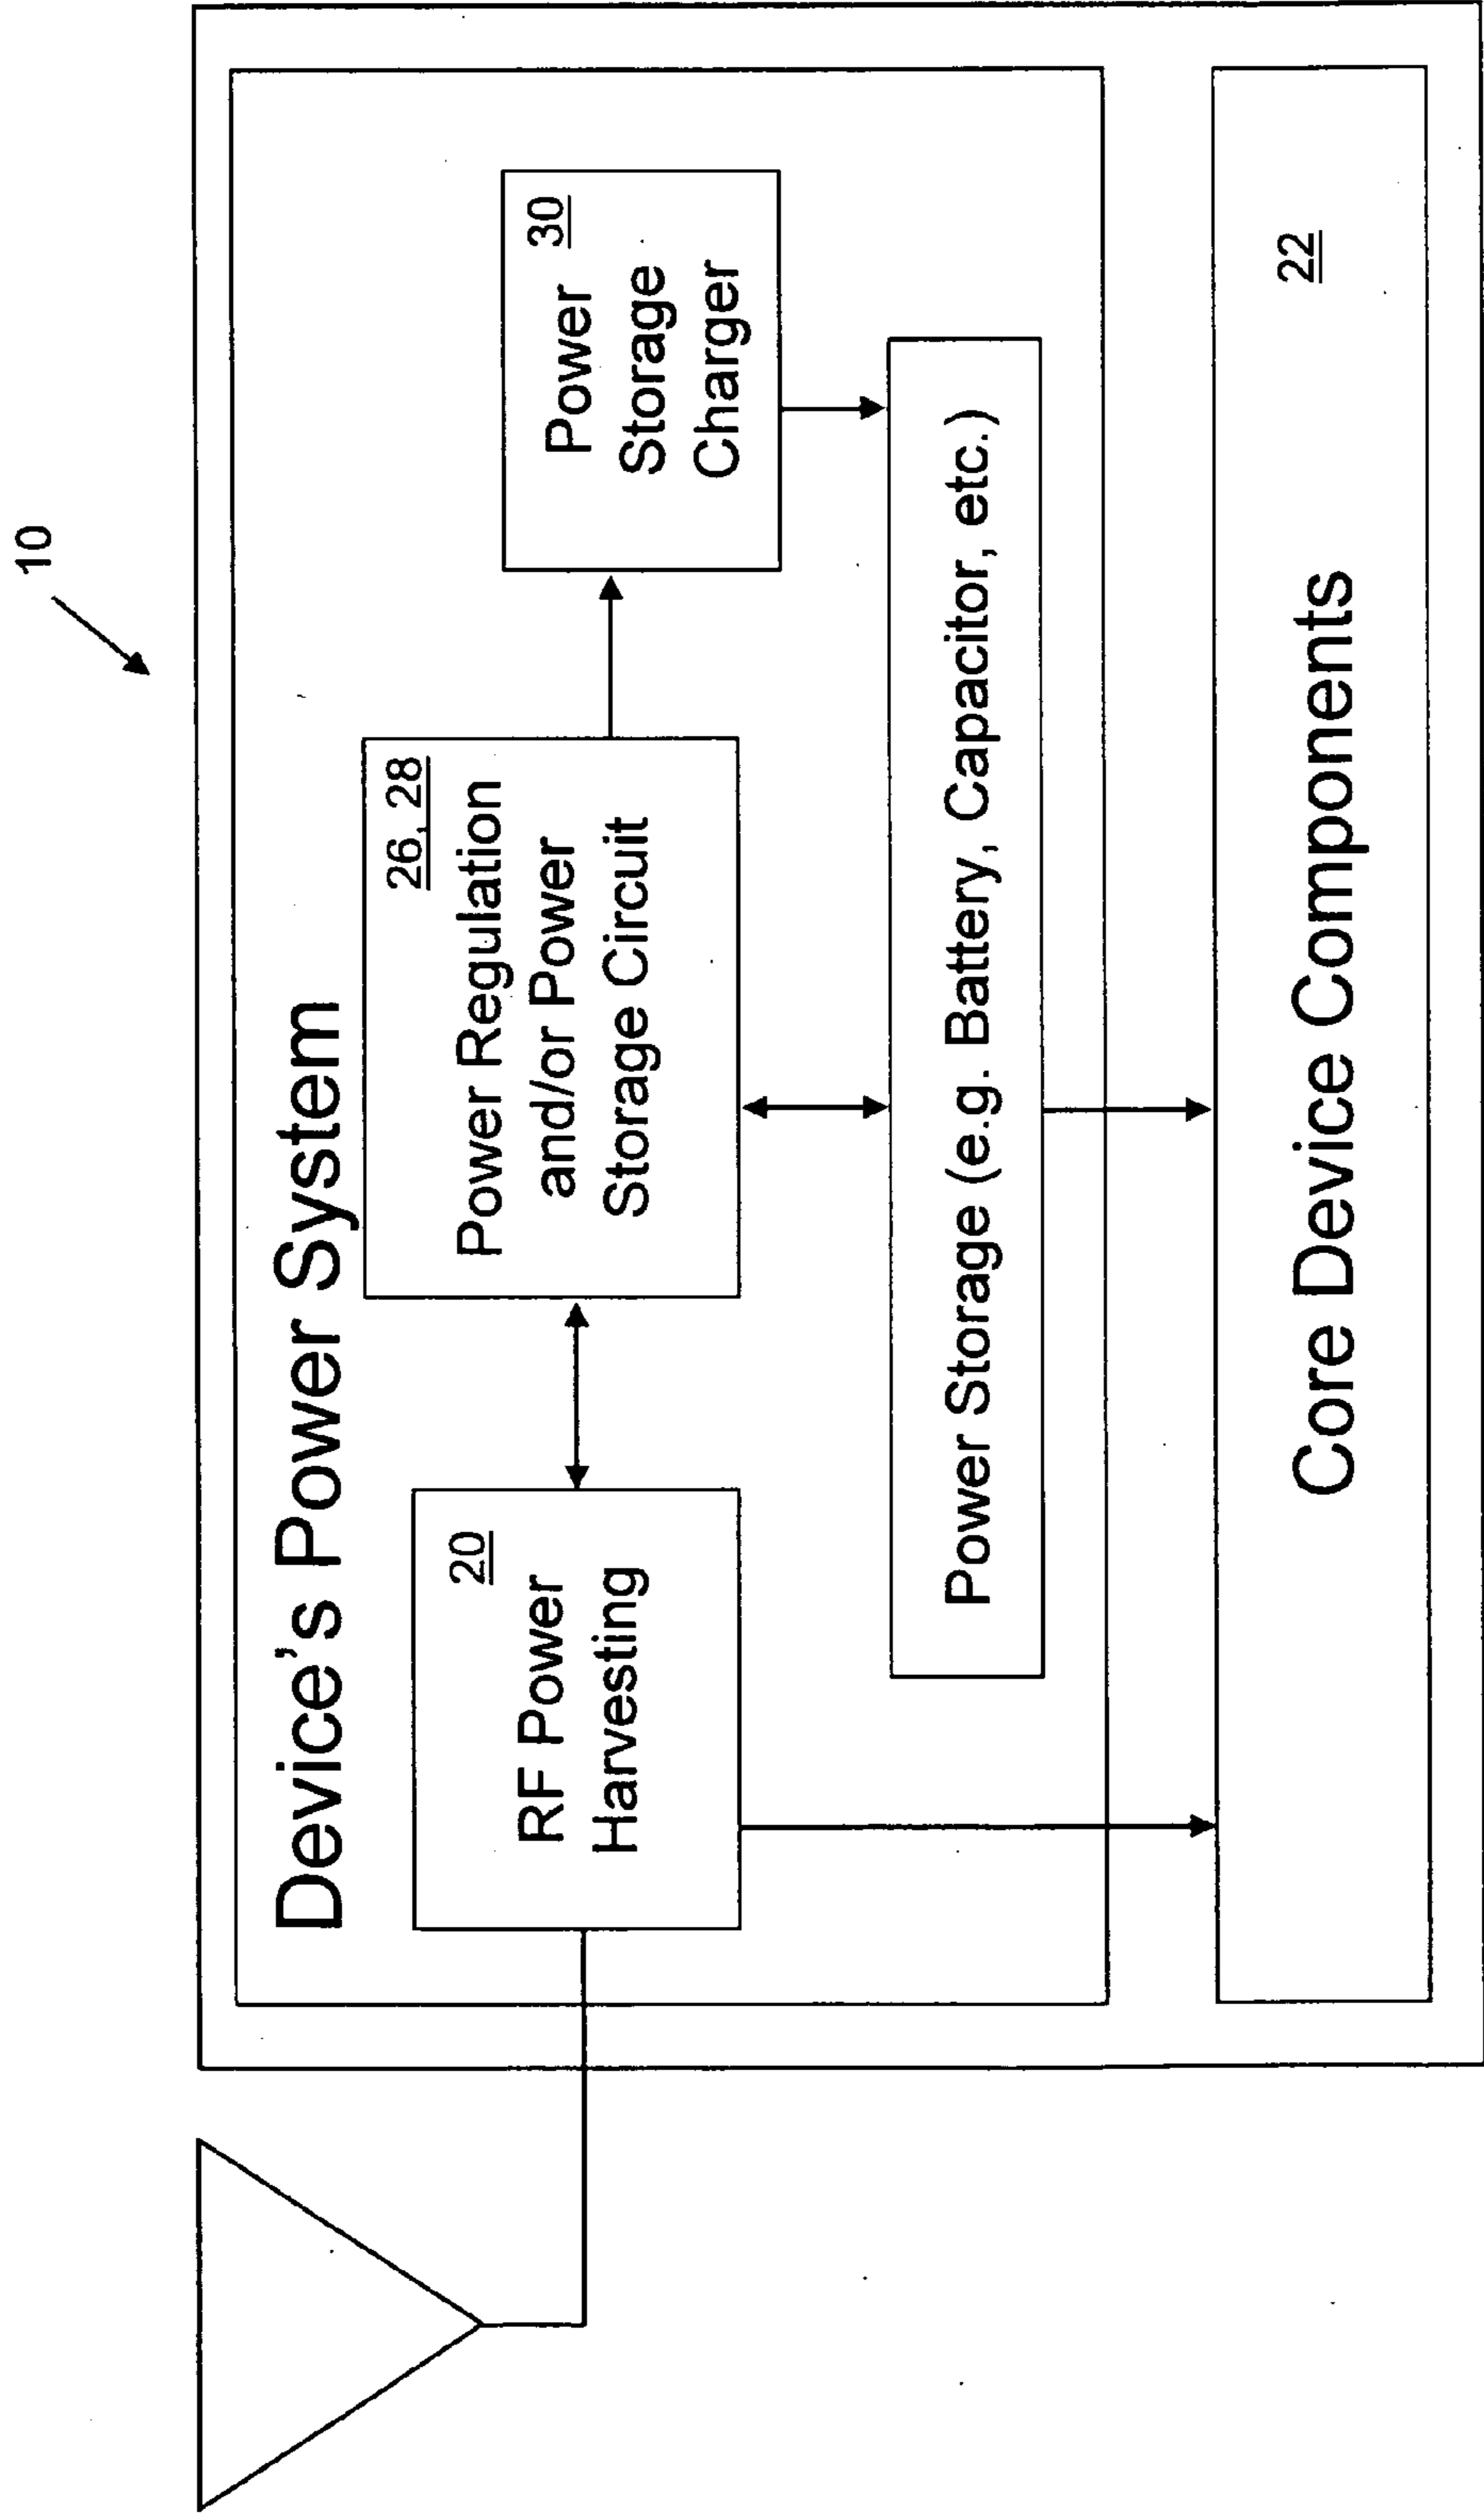 10
Device's Power System
20
RF Power
Harvesting
26, 28
Power Regulation
and/or Power
Storage Circuit
30
Power
Storage
Charger
Power Storage (e.g. Battery, Capacitor, etc.)
22
Core Device Components